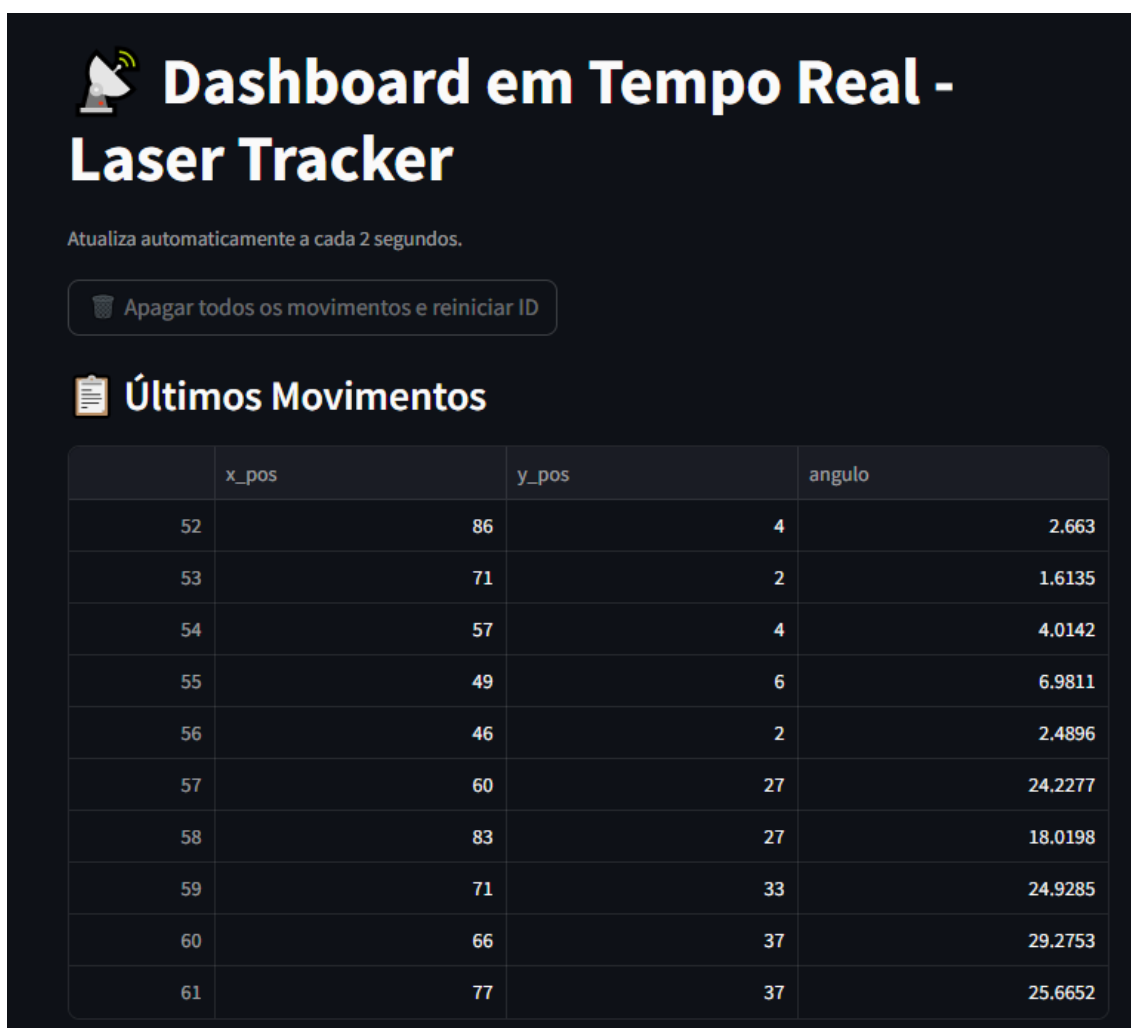 Dashboard em Tempo Real -
Laser Tracker
Atualiza automaticamente a cada 2 segundos.
Apagar todos os movimentos e reiniciar ID
Últimos Movimentos
x_pos y_pos angulo
52 86 4 2.663
53 71 2 1.6135
54 57 4 4.0142
55 49 6 6.9811
56 46 2 2.4896
57 60 27 24.2277
58 83 27 18.0198
59 71 33 24.9285
60 66 37 29.2753
61 77 37 25.6652